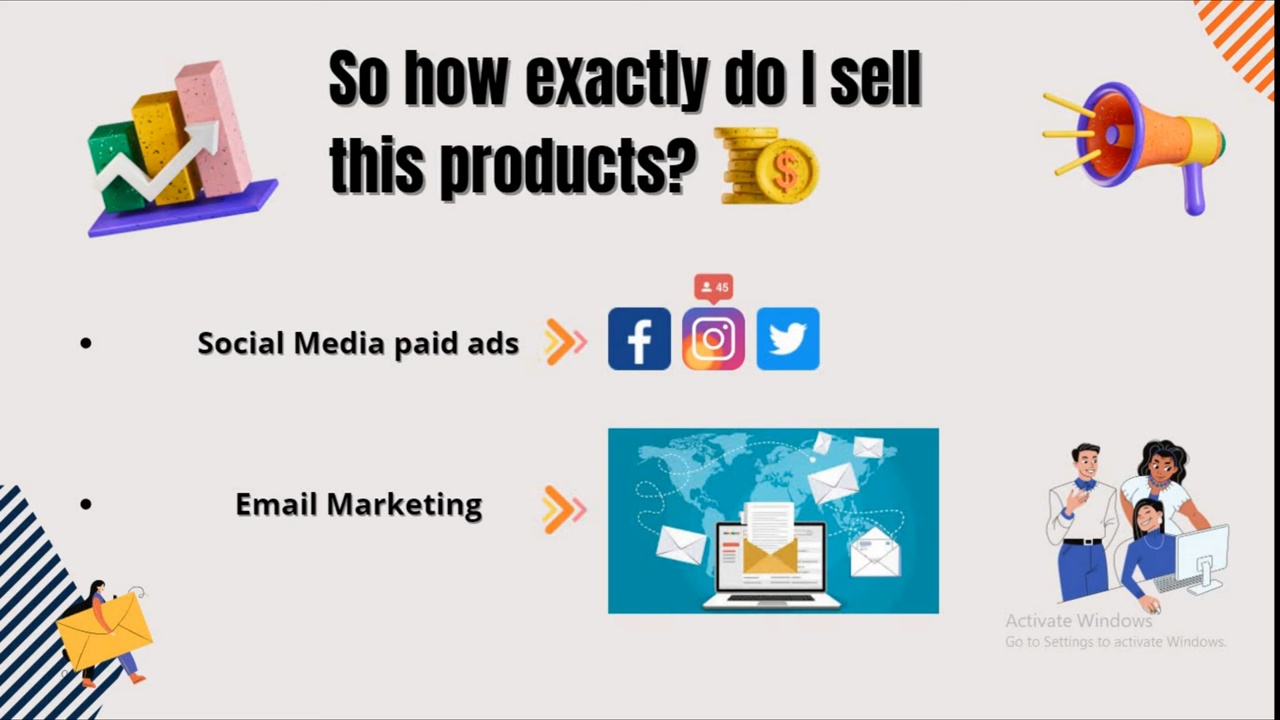 So how exactly do I sell
this products?
45
Social Media paid ads
Email Marketing
Activate Windows
Go to Settings to activate Windows.